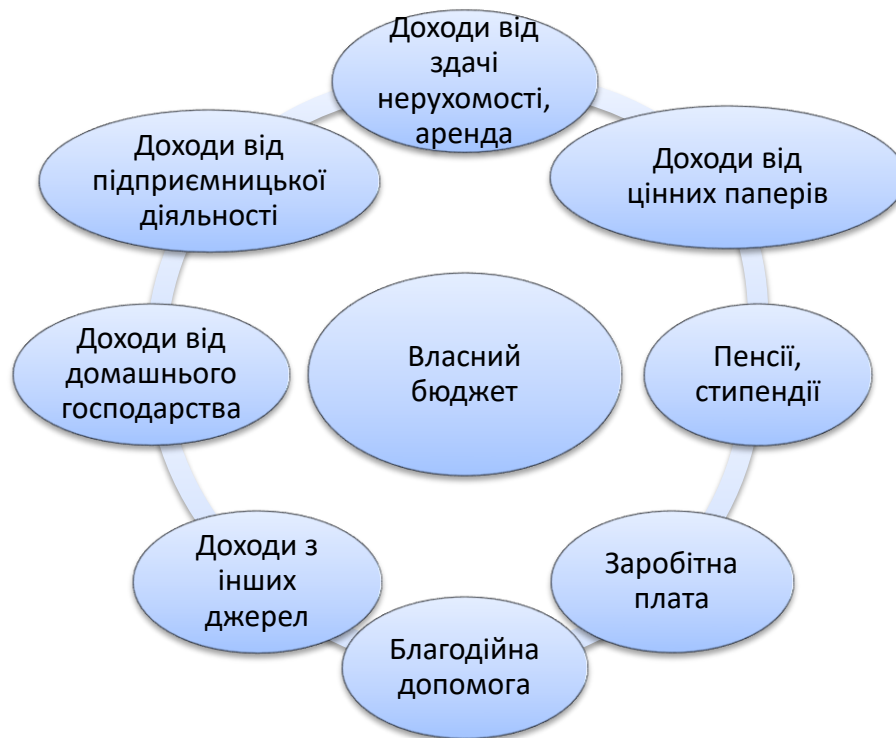 Доходи від
здачі
нерухомості,
аренда
Доходи від
цінних паперів
Пенсії,
стипендії
Заробітна
плата
Благодійна
допомога
Доходи з
інших
джерел
Доходи від
домашнього
господарства
Доходи від
підприємницької
діяльності
Власний
бюджет